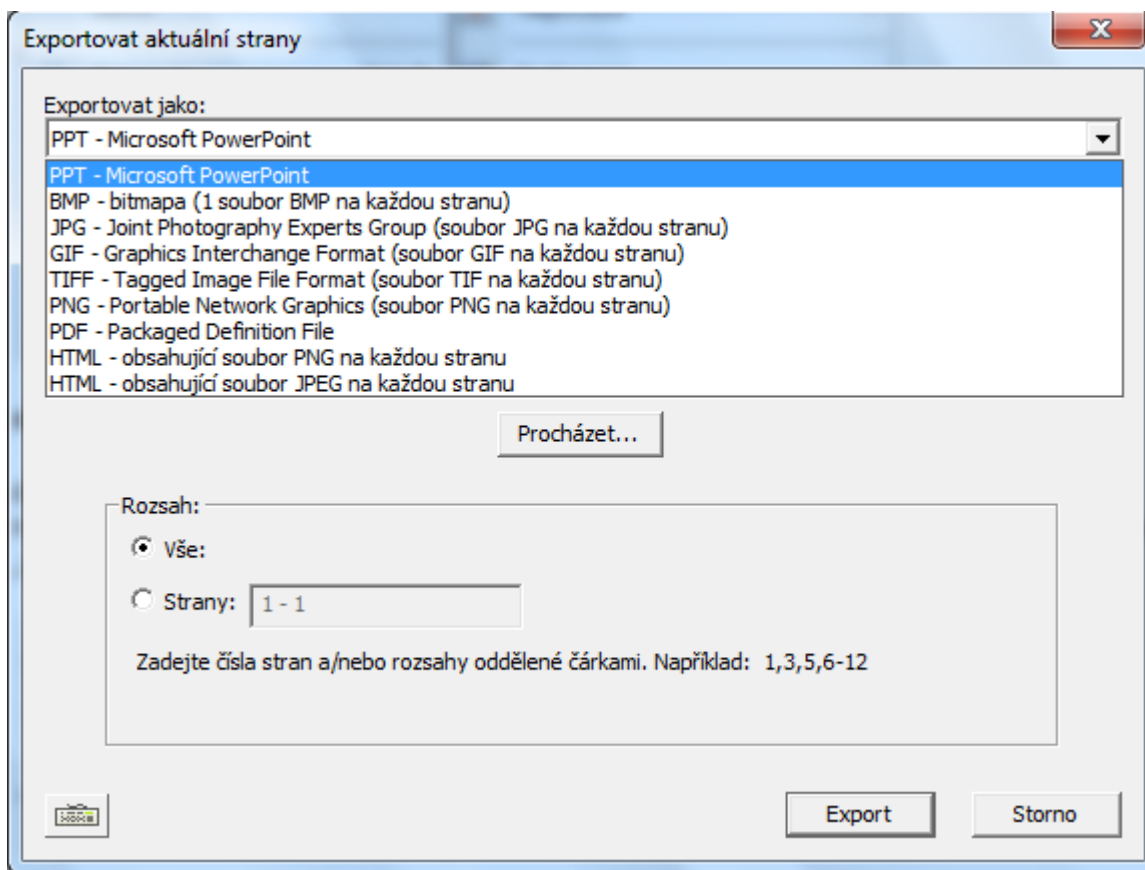 Exportovat aktuální strany
Exportovat jako:
PPT - Microsoft PowerPoint
PPT - Microsoft PowerPoint
BMP - bitmapa (1 soubor BMP na každou stranu)
JPG - Joint Photography Experts Group (soubor JPG na každou stranu)
GIF - Graphics Interchange Format (soubor GIF na každou stranu)
TIFF - Tagged Image File Format (soubor TIF na každou stranu)
PNG - Portable Network Graphics (soubor PNG na každou stranu)
PDF - Packaged Definition File
HTML - obsahující soubor PNG na každou stranu
HTML - obsahující soubor JPEG na každou stranu
Procházet...
Rozsah:
Vše:
Strany: 1 - 1
Zadejte čísla stran a/nebo rozsahy oddělené čárkami. Například: 1,3,5,6-12
Export Storno